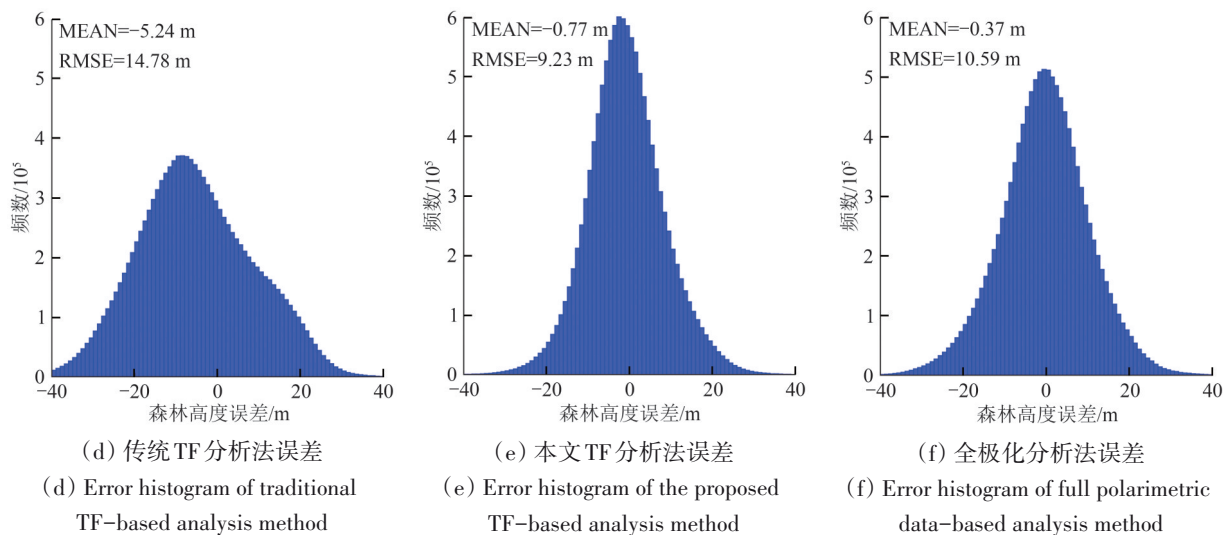 MEAN=−5.24 m
RMSE=14.78 m
6
5
4
3
2
1
0
频数/10⁵
−40
−20
0
20
40
森林高度误差/m
(d) 传统TF分析法误差
(d) Error histogram of traditional
TF-based analysis method
MEAN=−0.77 m
RMSE=9.23 m
6
5
4
3
2
1
0
频数/10⁵
−40
−20
0
20
40
森林高度误差/m
(e) 本文TF分析法误差
(e) Error histogram of the proposed
TF-based analysis method
MEAN=−0.37 m
RMSE=10.59 m
6
5
4
3
2
1
0
频数/10⁵
−40
−20
0
20
40
森林高度误差/m
(f) 全极化分析法误差
(f) Error histogram of full polarimetric
data-based analysis method